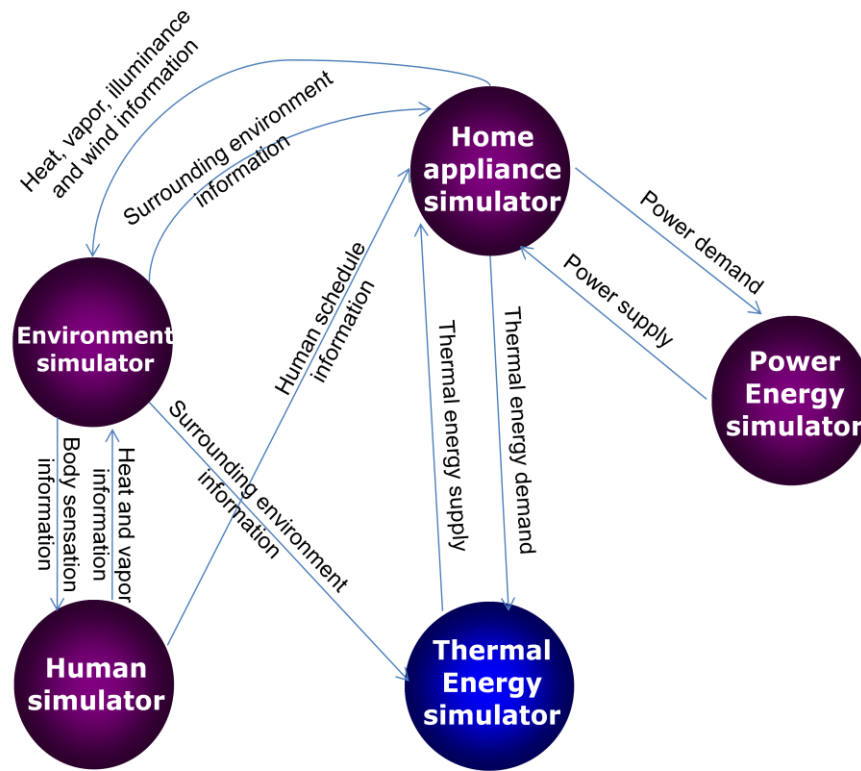 Heat, vapor, illuminance
and wind information
Surrounding environment
information
Home
appliance
simulator
Power demand
Power supply
Environment
simulator
Human schedule
information
Thermal energy supply
Thermal energy demand
Power
Energy
simulator
Surrounding environment
information
Body sensation
information
Heat and vapor
information
Human
simulator
Thermal
Energy
simulator